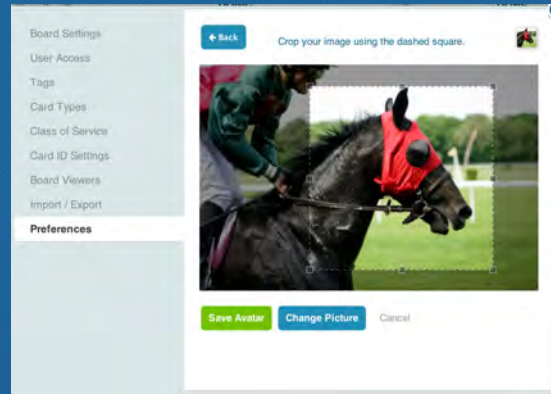 Board Settings
User Access
Tags
Card Types
Class of Service
Card ID Settings
Board Viewers
Import / Export
Preferences
Back
Crop your image using the dashed square.
Save Avatar
Change Picture
Cancel